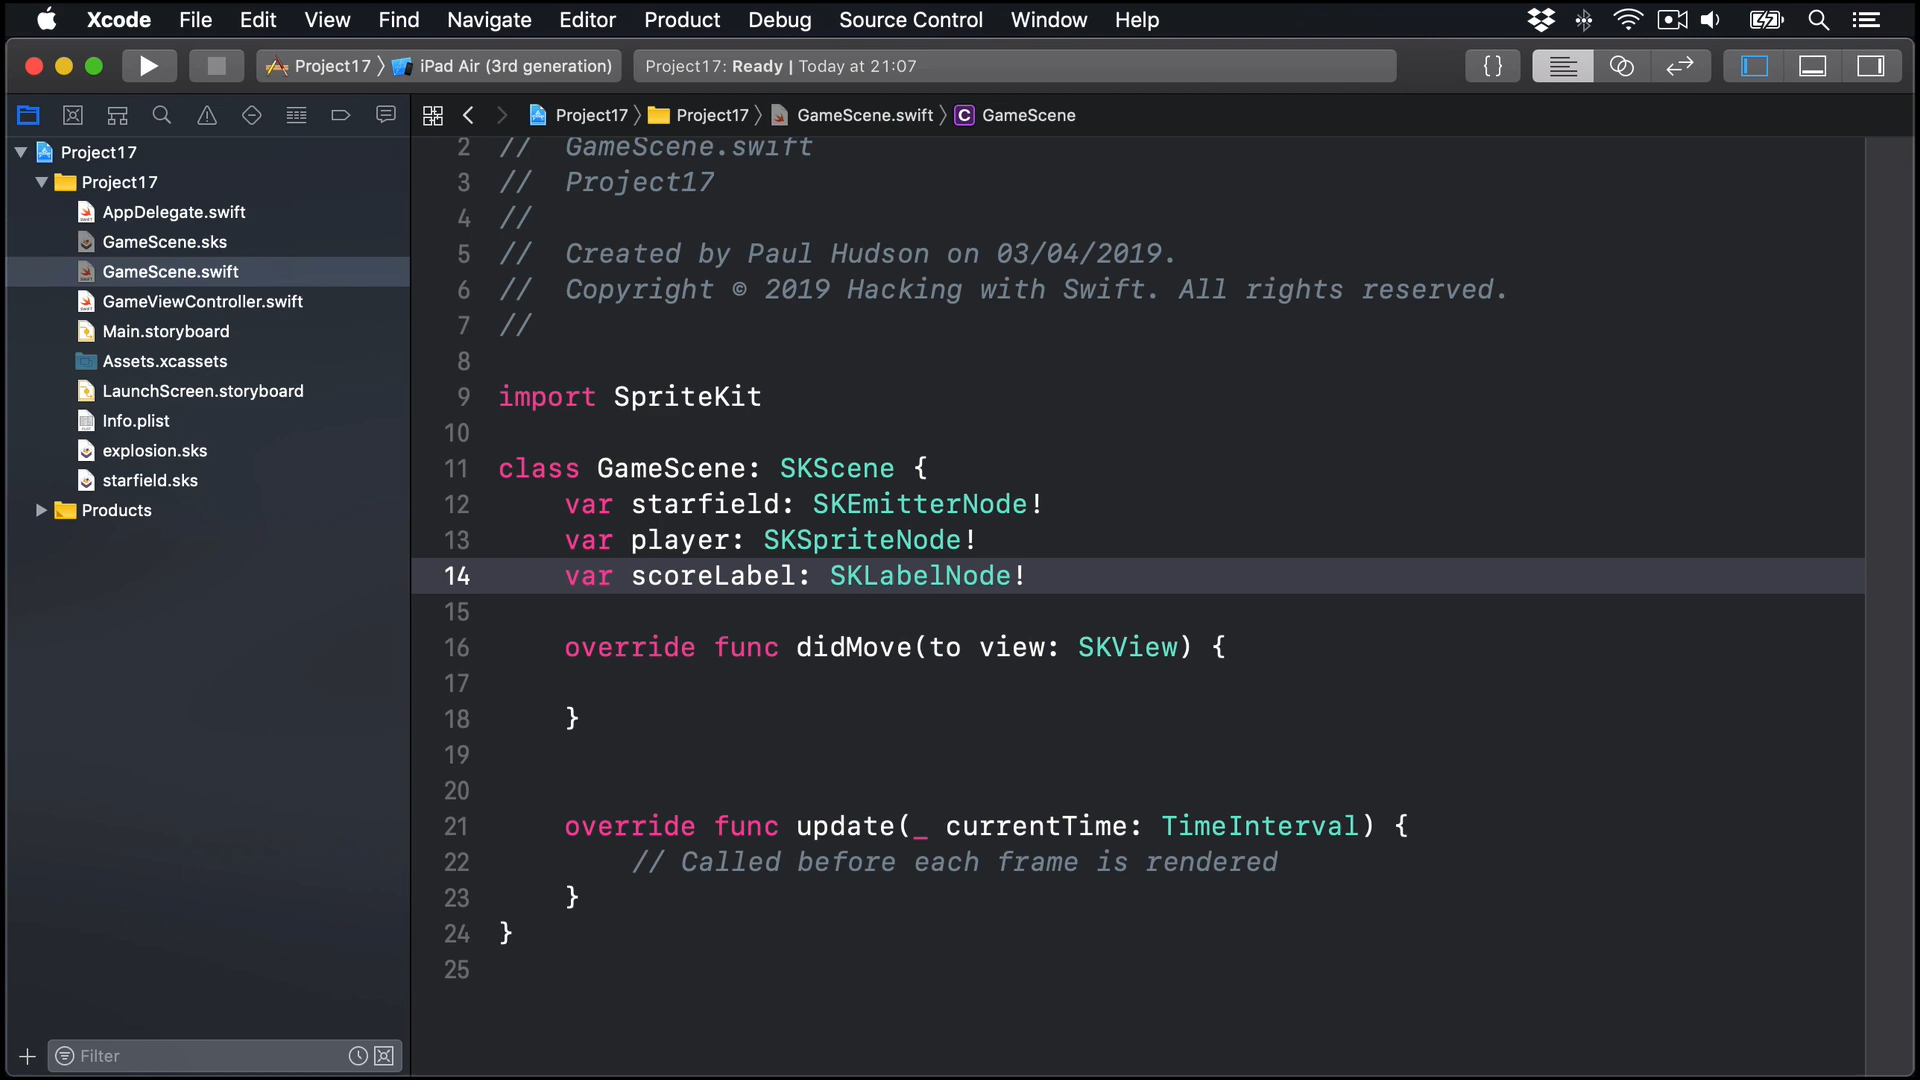 Xcode File Edit View Find Navigate Editor Product Debug Source Control Window Help
Project17 〉 iPad Air (3rd generation)
Project17: Ready | Today at 21:07
{ }
Project17 〉 Project17 〉 GameScene.swift 〉 C GameScene
Project17
Project17
AppDelegate.swift
GameScene.sks
GameScene.swift
GameViewController.swift
Main.storyboard
Assets.xcassets
LaunchScreen.storyboard
Info.plist
explosion.sks
starfield.sks
Products
Filter
2 //  GameScene.swift
3 //  Project17
4 //
5 //  Created by Paul Hudson on 03/04/2019.
6 //  Copyright © 2019 Hacking with Swift. All rights reserved.
7 //
8
9 import SpriteKit
10
11 class GameScene: SKScene {
12     var starfield: SKEmitterNode!
13     var player: SKSpriteNode!
14     var scoreLabel: SKLabelNode!
15
16     override func didMove(to view: SKView) {
17
18     }
19
20
21     override func update(_ currentTime: TimeInterval) {
22         // Called before each frame is rendered
23     }
24 }
25